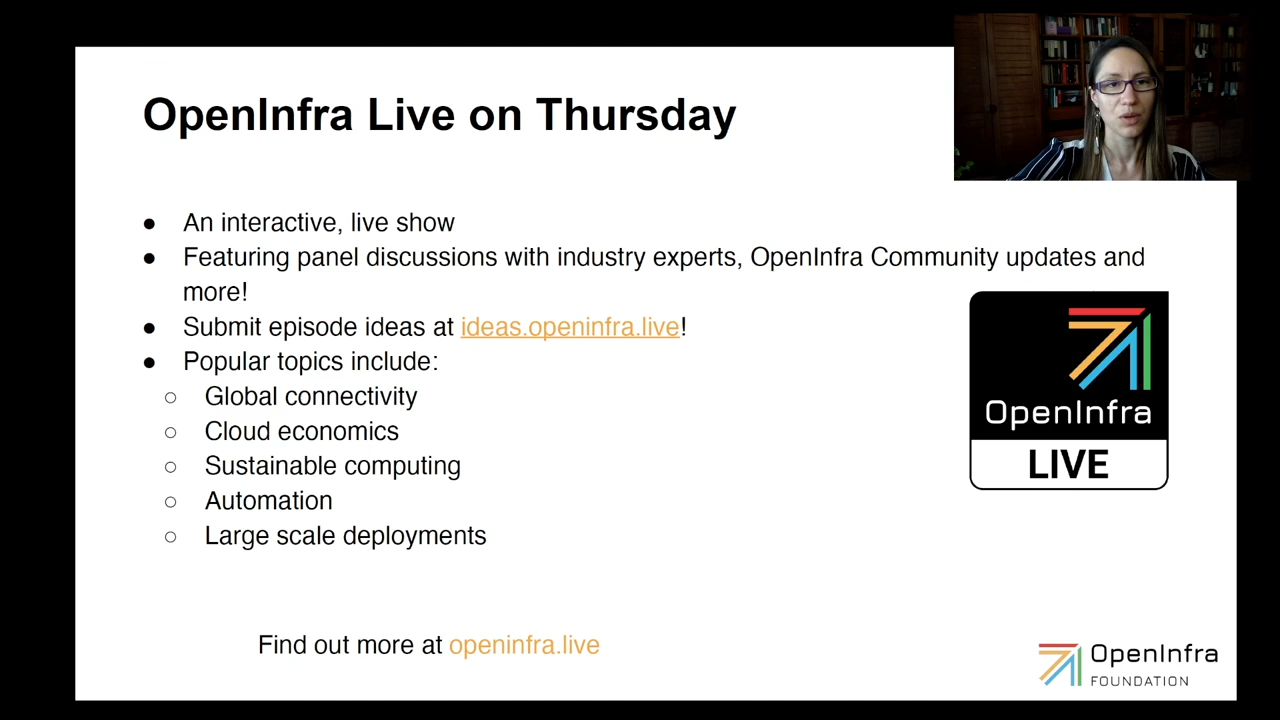 OpenInfra Live on Thursday
● An interactive, live show
● Featuring panel discussions with industry experts, OpenInfra Community updates and
more!
● Submit episode ideas at ideas.openinfra.live!
● Popular topics include:
○ Global connectivity
○ Cloud economics
○ Sustainable computing
○ Automation
○ Large scale deployments
OpenInfra
LIVE
Find out more at openinfra.live
OpenInfra
FOUNDATION